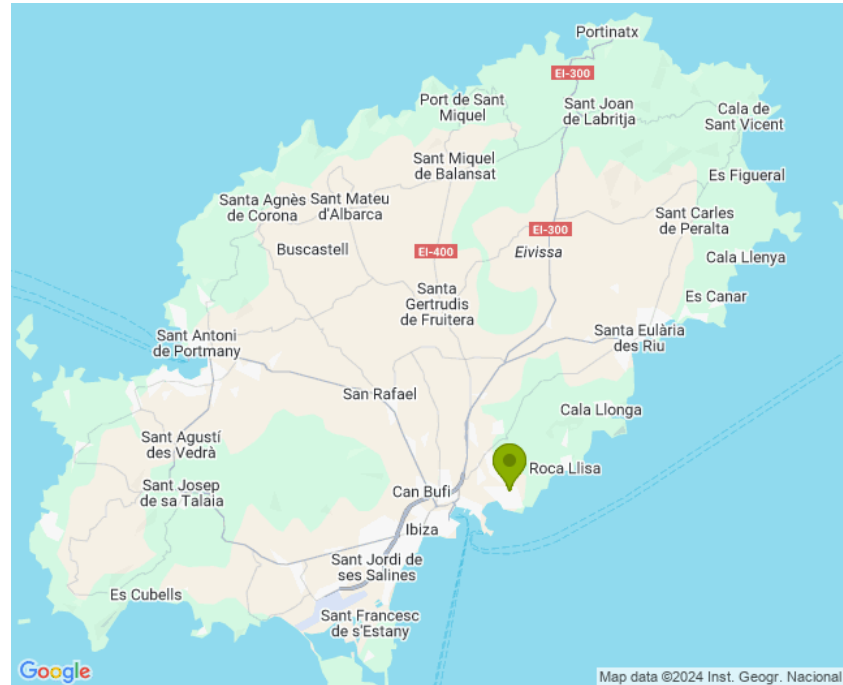 Portinatx
EI-300
Port de Sant
Miquel
Sant Joan
de Labritja
Cala de
Sant Vicent
Sant Miquel
de Balansat
Es Figueral
Santa Agnès
de Corona
Sant Mateu
d'Albarca
Sant Carles
de Peralta
EI-300
Buscastell
EI-400
Eivissa
Cala Llenya
Santa
Gertrudis
de Fruitera
Es Canar
Sant Antoni
de Portmany
Santa Eulària
des Riu
San Rafael
Cala Llonga
Sant Agustí
des Vedrà
Roca Llisa
Sant Josep
de sa Talaia
Can Bufí
Ibiza
Sant Jordi de
ses Salines
Es Cubells
Sant Francesc
de s'Estany
Google
Map data ©2024 Inst. Geogr. Nacional